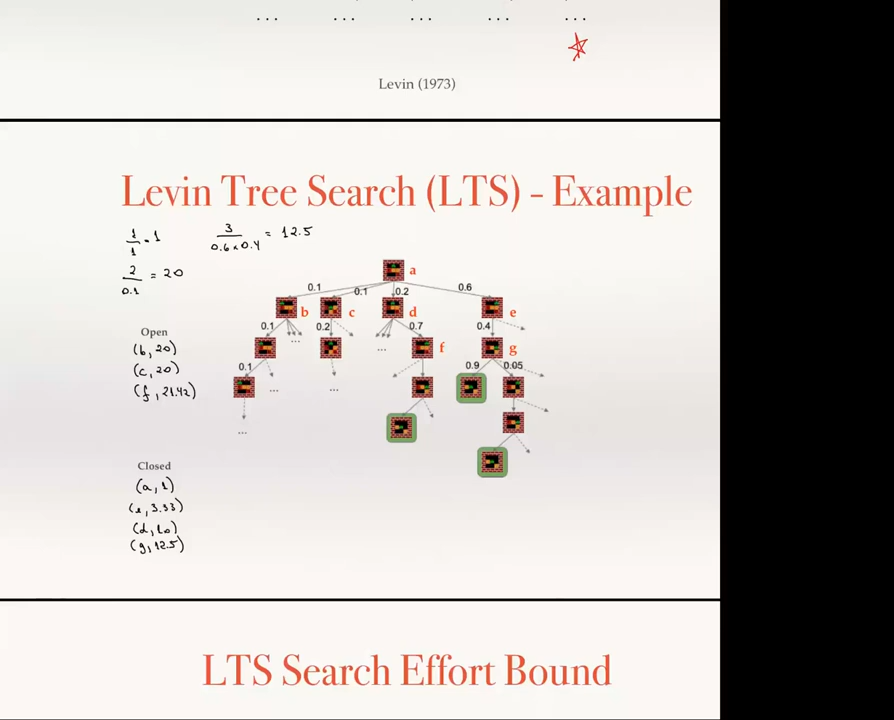 ... ... ... ... ...
Levin (1973)
Levin Tree Search (LTS) – Example
1/1 = 1
3/(0.6 x 0.4) = 12.5
2/0.1 = 20
a
0.1 0.1 0.2 0.6
b c d e
0.1 ... 0.2 0.7 0.4
... f g
0.1 0.9 0.05
... ...
...
Open
(b, 20)
(c, 20)
(f, 21.42)
Closed
(a, 1)
(e, 3.33)
(d, 10)
(g, 12.5)
LTS Search Effort Bound